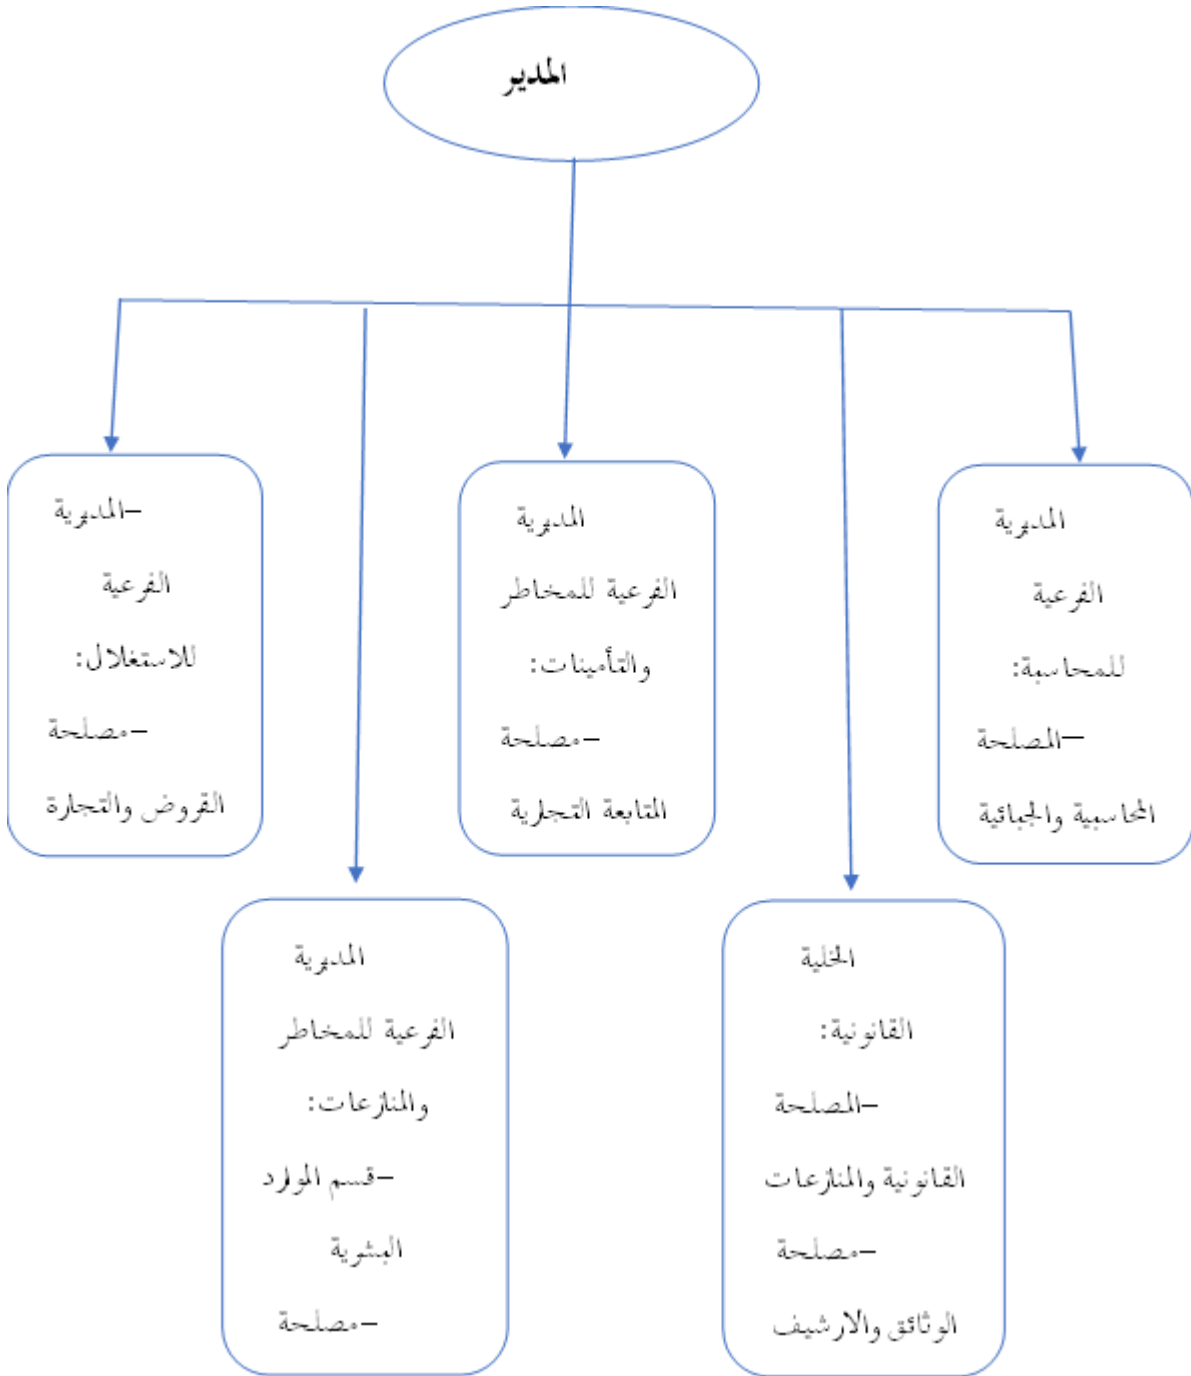 المدير
المديرية
الفرعية
للمحاسبة:
–المصلحة
المحاسبية والجبائية
المديرية
الفرعية للمخاطر
والتأمينات:
–مصلحة
المتابعة التجارية
–المديرية
الفرعية
للاستغلال:
–مصلحة
القروض والتجارة
الخلية
القانونية:
–المصلحة
القانونية والمنازعات
–مصلحة
الوثائق والارشيف
المديرية
الفرعية للمخاطر
والمنازعات:
–قسم الموارد
البشرية
–مصلحة